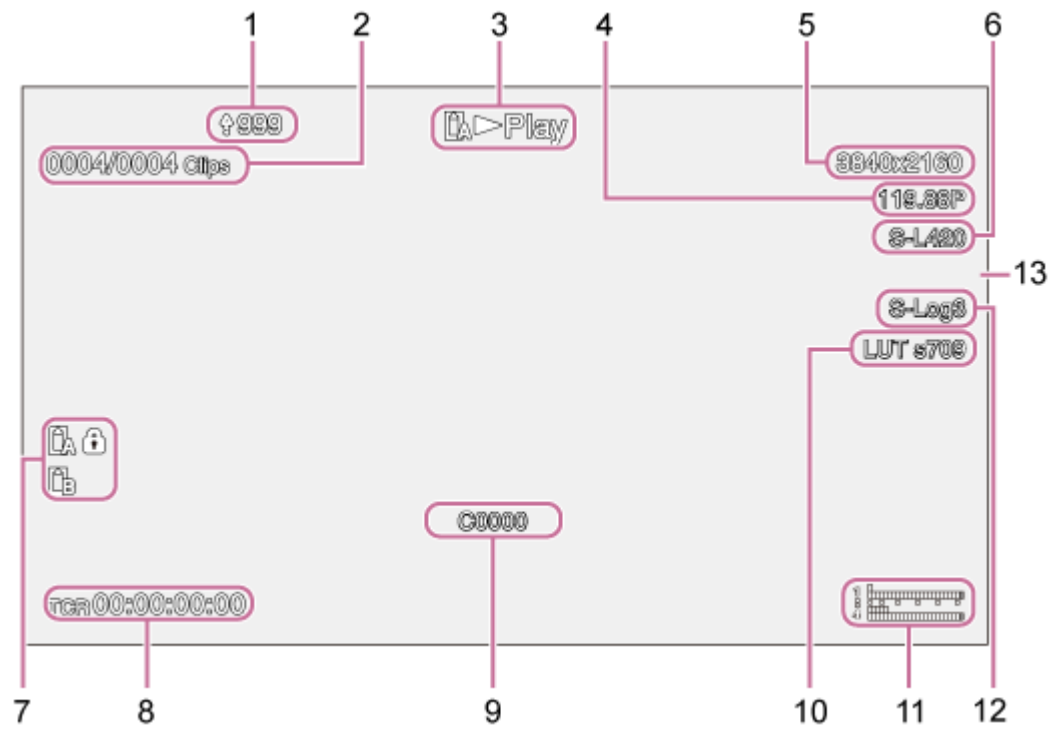 1 2 3 4 5 6
999
A Play
0004/0004 Clips
3840x2160
119.88P
S-L420
13
S-Log3
LUT s709
A
B
C0000
TCR 00:00:00:00
7 8 9 10 11 12